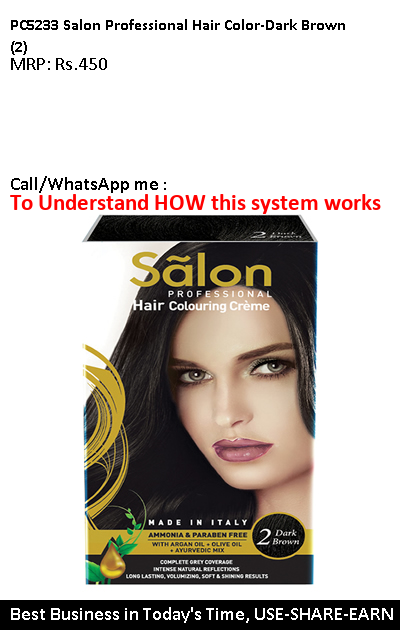 PC5233 Salon Professional Hair Color-Dark Brown
(2)
MRP: Rs.450
Call/WhatsApp me :
To Understand HOW this system works
2 Dark
Brown
Sãlon
PROFESSIONAL
Hair Colouring Crème
MADE IN ITALY
AMMONIA & PARABEN FREE
WITH ARGAN OIL + OLIVE OIL
+ AYURVEDIC MIX
2 Dark
Brown
COMPLETE GREY COVERAGE
INTENSE NATURAL REFLECTIONS
LONG LASTING, VOLUMIZING, SOFT & SHINING RESULTS
Best Business in Today's Time, USE-SHARE-EARN